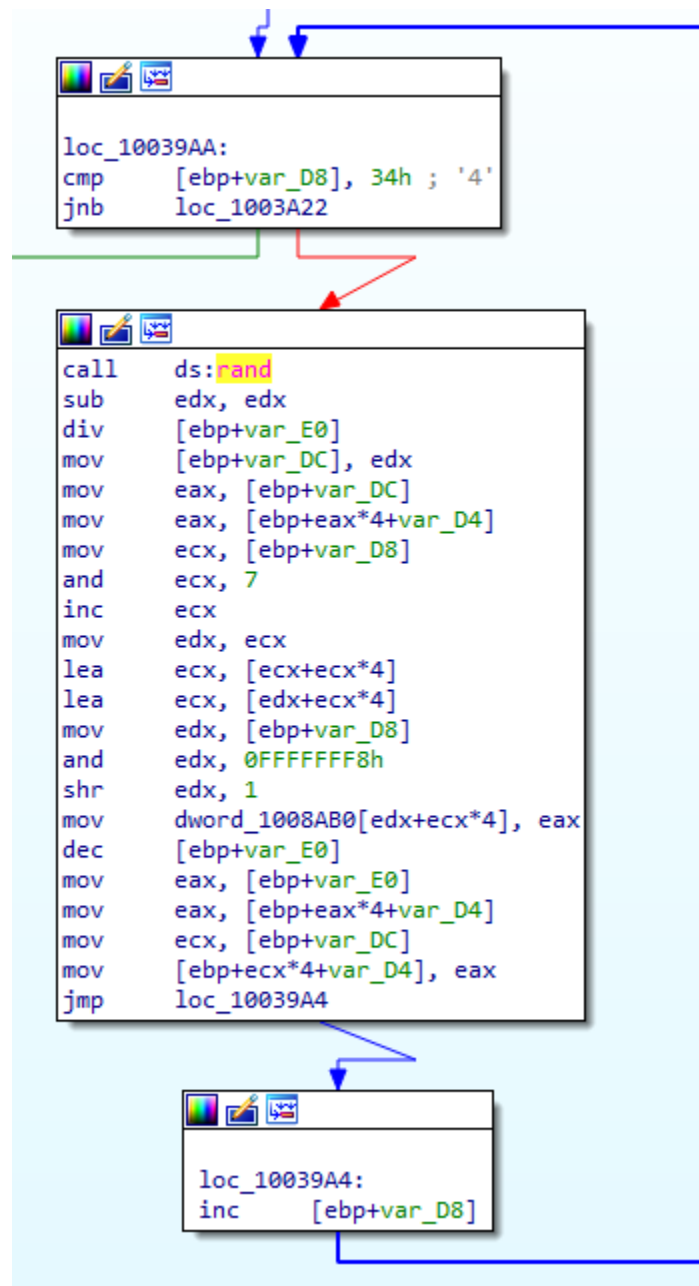 loc_10039AA:
cmp [ebp+var_D8], 34h ; '4'
jnb loc_1003A22
call ds:rand
sub edx, edx
div [ebp+var_E0]
mov [ebp+var_DC], edx
mov eax, [ebp+var_DC]
mov eax, [ebp+eax*4+var_D4]
mov ecx, [ebp+var_D8]
and ecx, 7
inc ecx
mov edx, ecx
lea ecx, [ecx+ecx*4]
lea ecx, [edx+ecx*4]
mov edx, [ebp+var_D8]
and edx, 0FFFFFFF8h
shr edx, 1
mov dword_1008AB0[edx+ecx*4], eax
dec [ebp+var_E0]
mov eax, [ebp+var_E0]
mov eax, [ebp+eax*4+var_D4]
mov ecx, [ebp+var_DC]
mov [ebp+ecx*4+var_D4], eax
jmp loc_10039A4
loc_10039A4:
inc [ebp+var_D8]